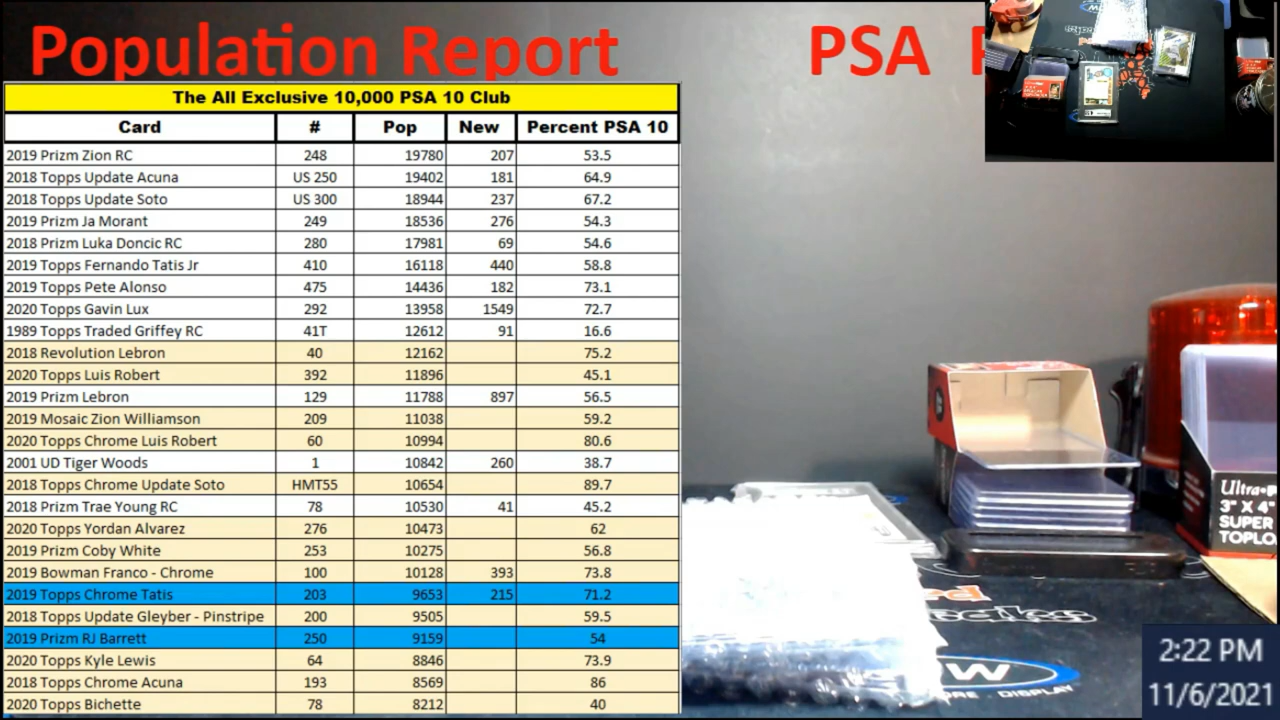 Population Report PSA
The All Exclusive 10,000 PSA 10 Club
Card # Pop New Percent PSA 10
2019 Prizm Zion RC 248 19780 207 53.5
2018 Topps Update Acuna US 250 19402 181 64.9
2018 Topps Update Soto US 300 18944 237 67.2
2019 Prizm Ja Morant 249 18536 276 54.3
2018 Prizm Luka Doncic RC 280 17981 69 54.6
2019 Topps Fernando Tatis Jr 410 16118 440 58.8
2019 Topps Pete Alonso 475 14436 182 73.1
2020 Topps Gavin Lux 292 13958 1549 72.7
1989 Topps Traded Griffey RC 41T 12612 91 16.6
2018 Revolution Lebron 40 12162 75.2
2020 Topps Luis Robert 392 11896 45.1
2019 Prizm Lebron 129 11788 897 56.5
2019 Mosaic Zion Williamson 209 11038 59.2
2020 Topps Chrome Luis Robert 60 10994 80.6
2001 UD Tiger Woods 1 10842 260 38.7
2018 Topps Chrome Update Soto HMT55 10654 89.7
2018 Prizm Trae Young RC 78 10530 41 45.2
2020 Topps Yordan Alvarez 276 10473 62
2019 Prizm Coby White 253 10275 56.8
2019 Bowman Franco - Chrome 100 10128 393 73.8
2019 Topps Chrome Tatis 203 9653 215 71.2
2018 Topps Update Gleyber - Pinstripe 200 9505 59.5
2019 Prizm RJ Barrett 250 9159 54
2020 Topps Kyle Lewis 64 8846 73.9
2018 Topps Chrome Acuna 193 8569 86
2020 Topps Bichette 78 8212 40
Ultra
3" X 4"
SUPER
TOPLO
DISPLAY
2:22 PM
11/6/2021